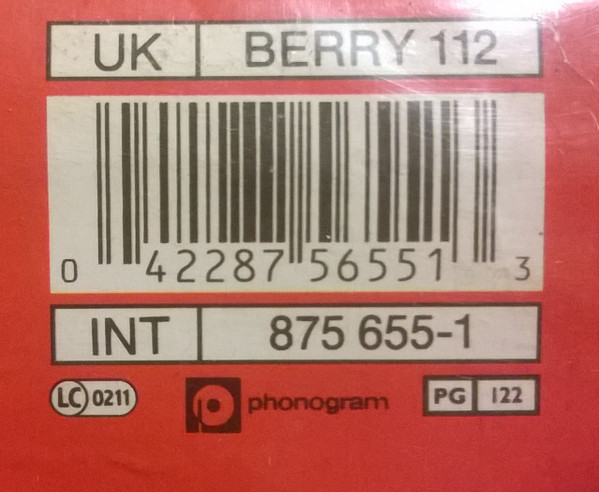 UK BERRY 112
0 42287 56551 3
INT 875 655-1
LC 0211 phonogram PG 122